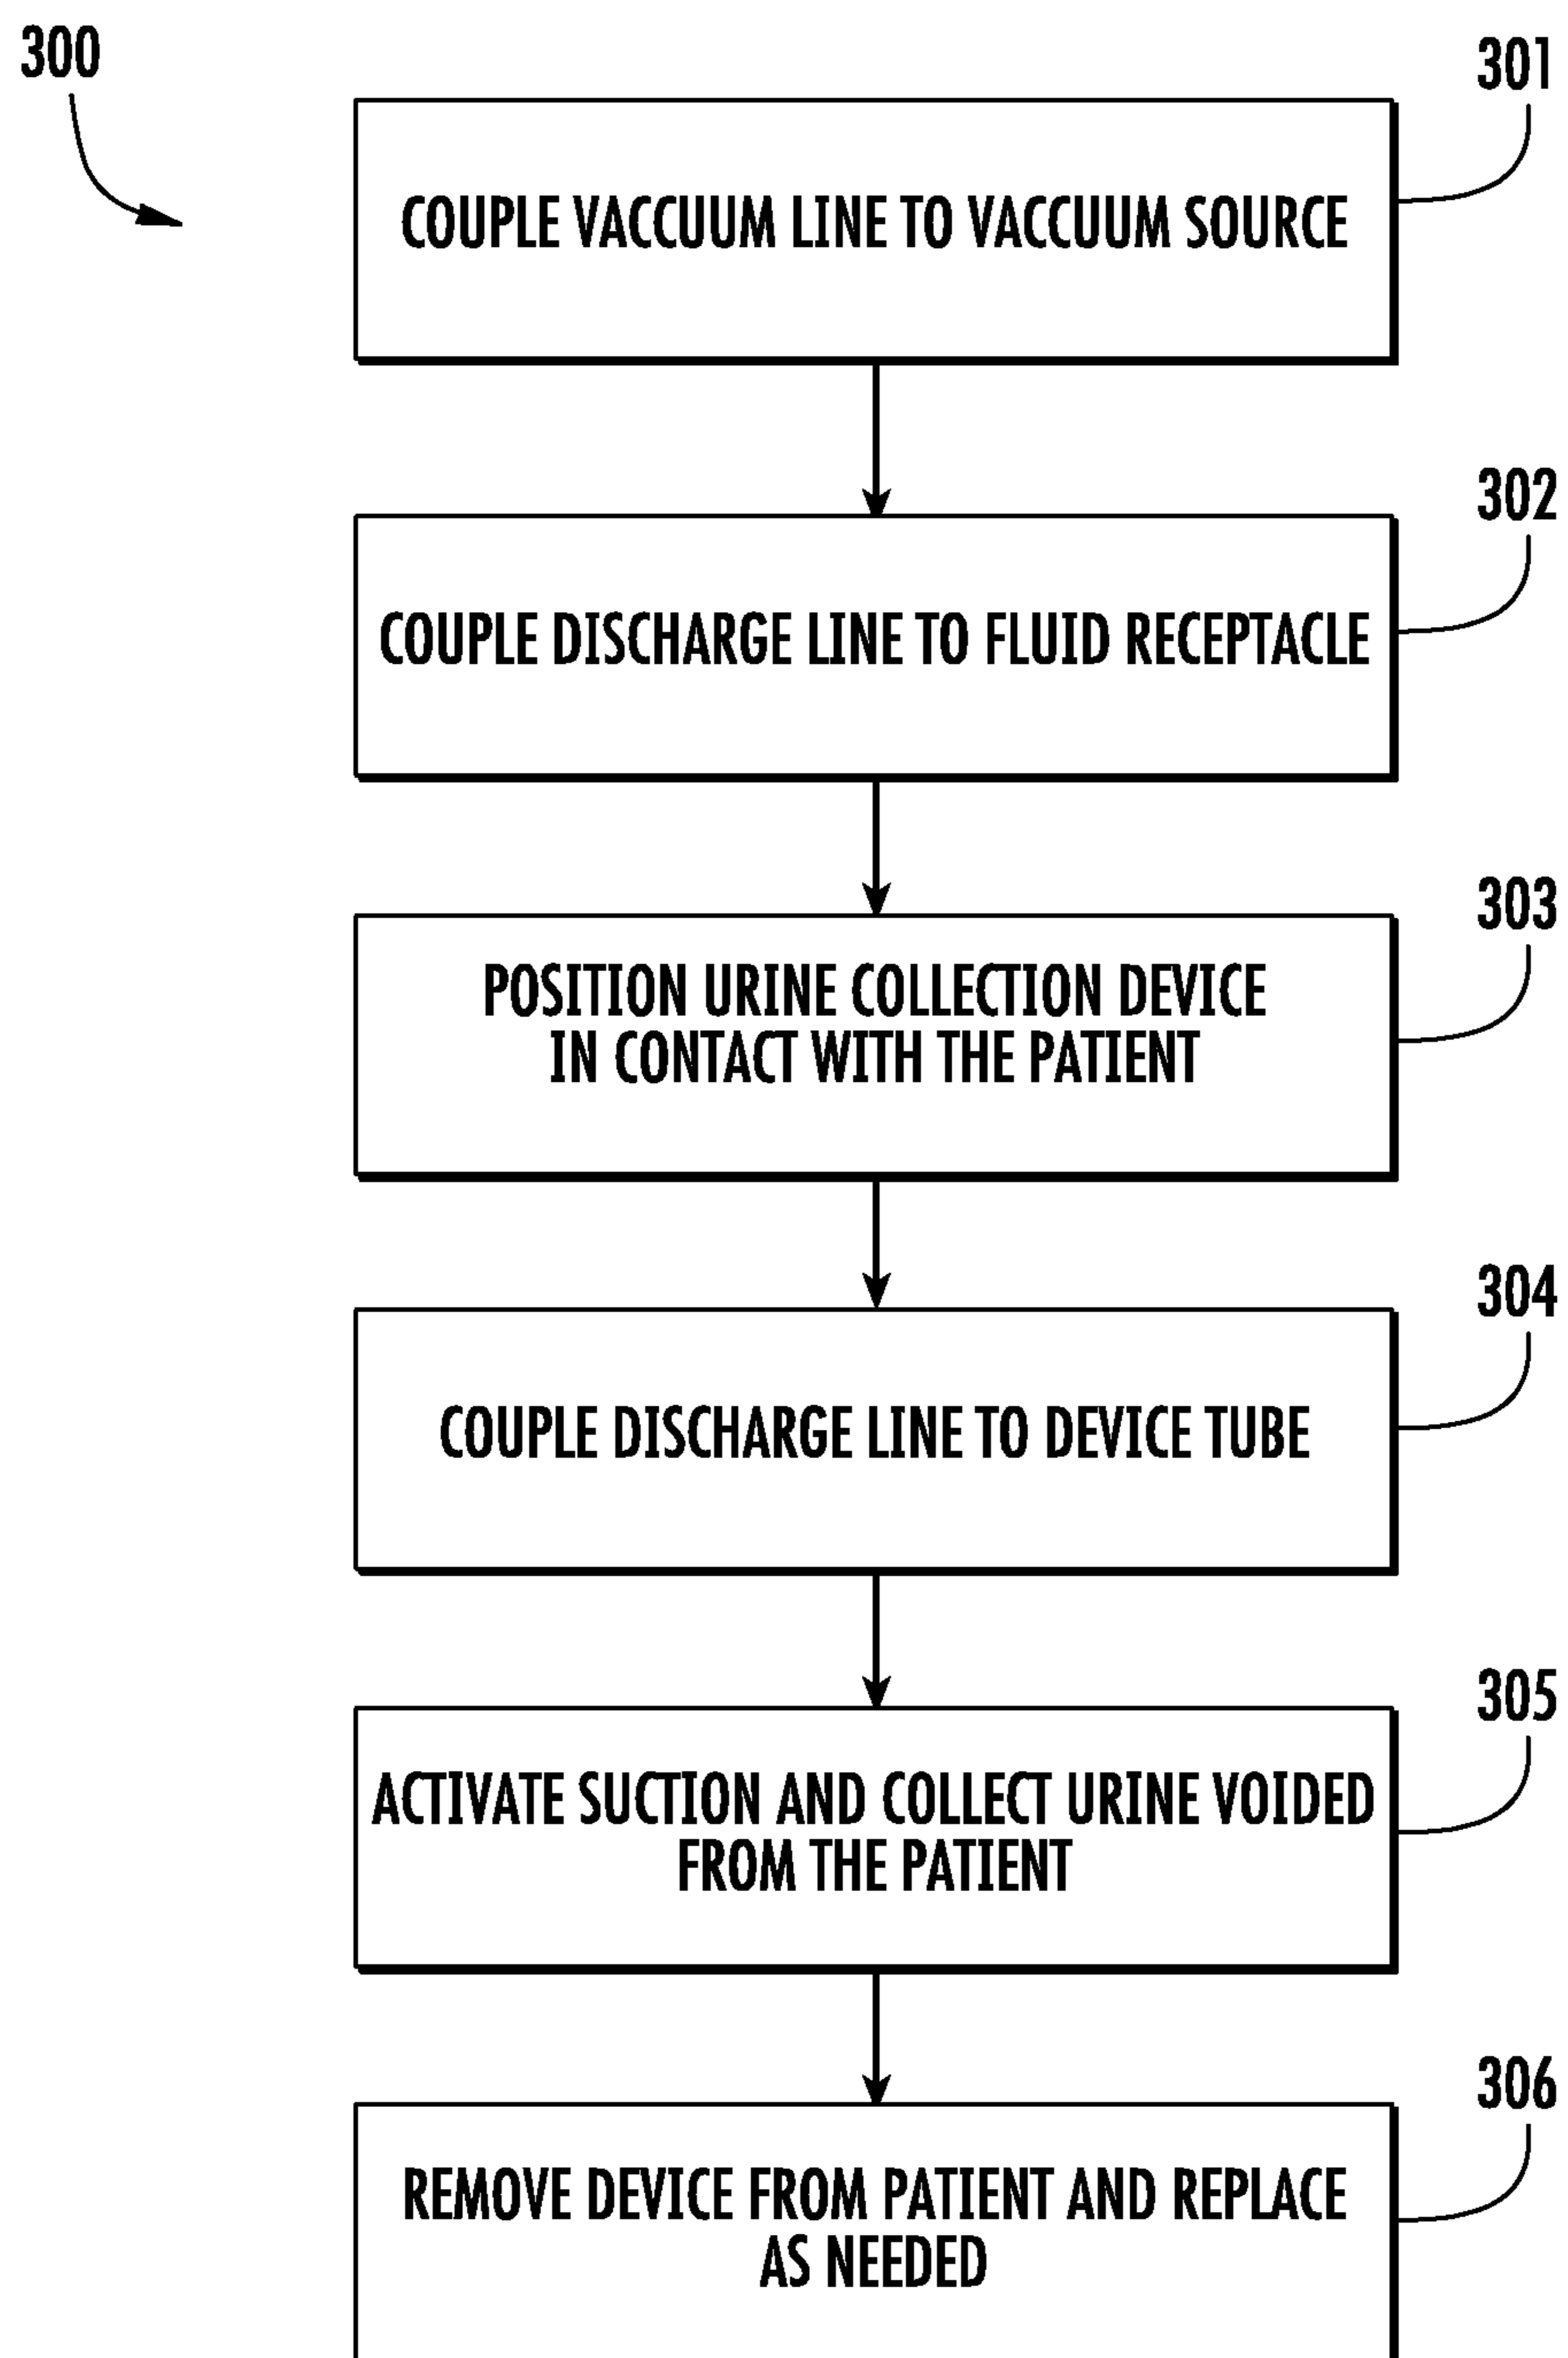 300
301
COUPLE VACCUUM LINE TO VACCUUM SOURCE
302
COUPLE DISCHARGE LINE TO FLUID RECEPTACLE
303
POSITION URINE COLLECTION DEVICE
IN CONTACT WITH THE PATIENT
304
COUPLE DISCHARGE LINE TO DEVICE TUBE
305
ACTIVATE SUCTION AND COLLECT URINE VOIDED
FROM THE PATIENT
306
REMOVE DEVICE FROM PATIENT AND REPLACE
AS NEEDED